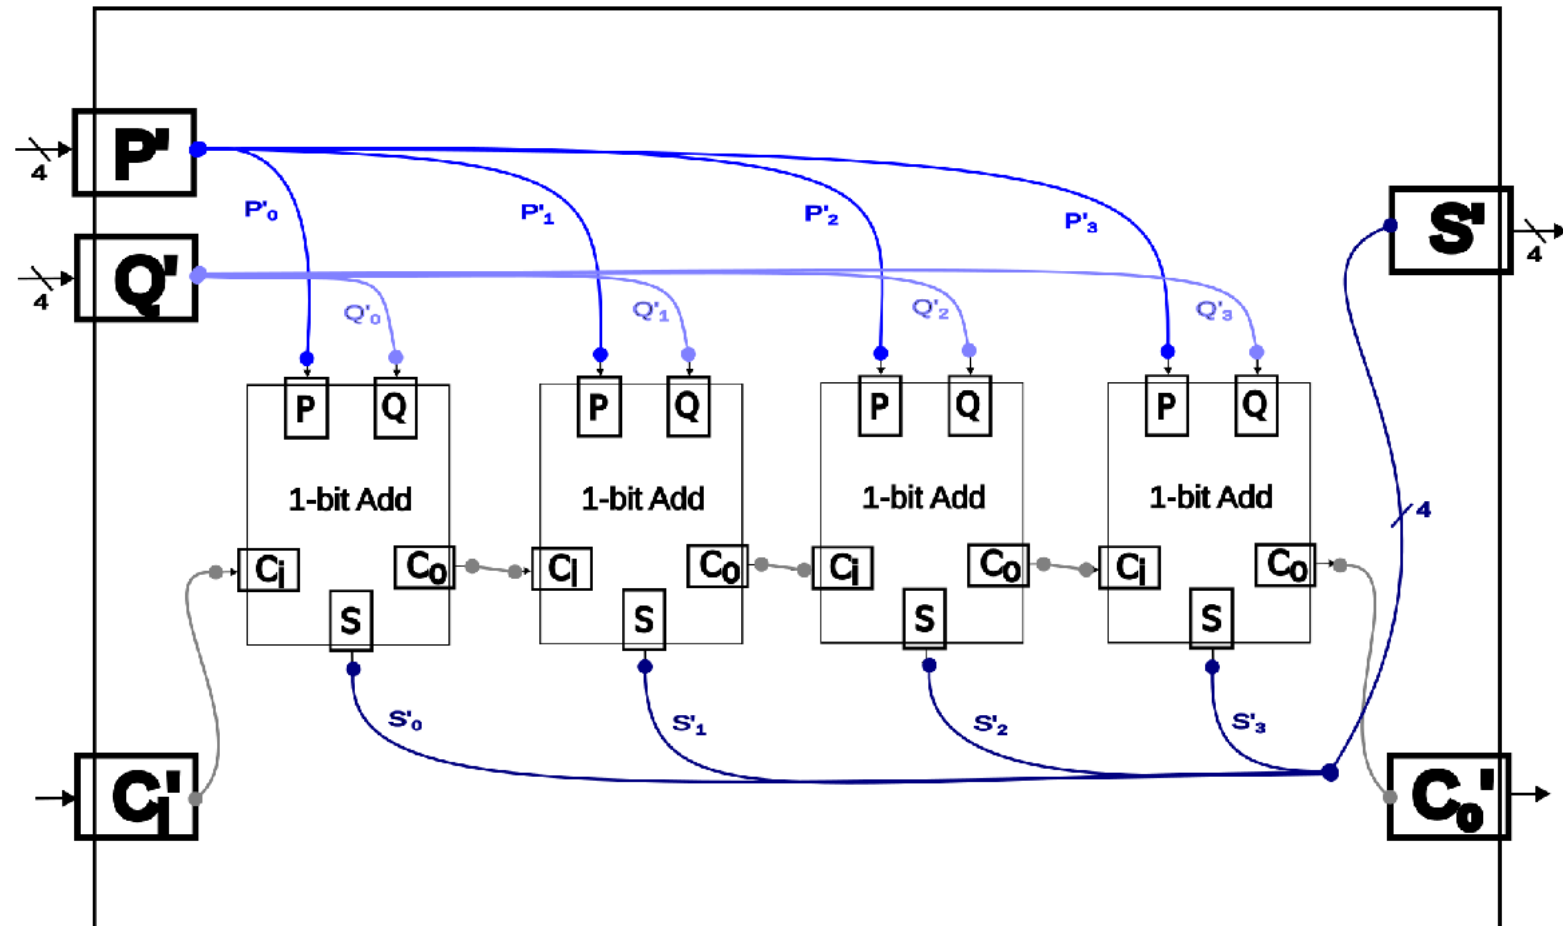 P'
4
P'0
P'1
P'2
P'3
S'
4
Q'
4
Q'0
Q'1
Q'2
Q'3
P Q
P Q
P Q
P Q
1-bit Add
1-bit Add
1-bit Add
1-bit Add
4
Ci
Co
Ci
Co
Ci
Co
Ci
Co
S
S
S
S
S'0
S'1
S'2
S'3
Ci'
Co'